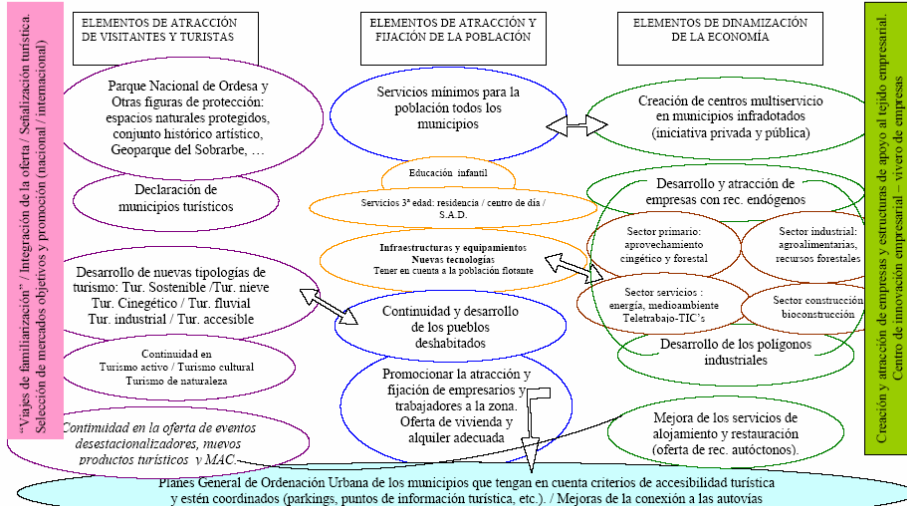 "Viajes de familiarización" / Integración de la oferta / Señalización turística.
Selección de mercados objetivos y promoción (nacional / internacional)
ELEMENTOS DE ATRACCIÓN
DE VISITANTES Y TURISTAS
Parque Nacional de Ordesa y
Otras figuras de protección:
espacios naturales protegidos,
conjunto histórico artístico,
Geoparque del Sobrarbe, …
Declaración de
municipios turísticos
Desarrollo de nuevas tipologías de
turismo: Tur. Sostenible /Tur. nieve
Tur. Cinegético / Tur. fluvial
Tur. industrial / Tur. accesible
Continuidad en
Turismo activo / Turismo cultural
Turismo de naturaleza
Continuidad en la oferta de eventos
desestacionalizadores, nuevos
productos turísticos y MAC.
ELEMENTOS DE ATRACCIÓN Y
FIJACIÓN DE LA POBLACIÓN
Servicios mínimos para la
población todos los
municipios
Educación infantil
Servicios 3ª edad: residencia / centro de día /
S.A.D.
Infraestructuras y equipamientos
Nuevas tecnologías
Tener en cuenta a la población flotante
Continuidad y desarrollo
de los pueblos
deshabitados
Promocionar la atracción y
fijación de empresarios y
trabajadores a la zona.
Oferta de vivienda y
alquiler adecuada
ELEMENTOS DE DINAMIZACIÓN
DE LA ECONOMÍA
Creación de centros multiservicio
en municipios infradotados
(iniciativa privada y pública)
Desarrollo y atracción de
empresas con rec. endógenos
Sector primario:
aprovechamiento
cingético y forestal
Sector industrial:
agroalimentarias,
recursos forestales
Sector servicios :
energía, medioambiente
Teletrabajo-TIC's
Sector construcción
bioconstrucción
Desarrollo de los polígonos
industriales
Mejora de los servicios de
alojamiento y restauración
(oferta de rec. autóctonos).
Creación y atracción de empresas y estructuras de apoyo al tejido empresarial.
Centro de innovación empresarial – vivero de empresas
Planes General de Ordenación Urbana de los municipios que tengan en cuenta criterios de accesibilidad turística
y estén coordinados (parkings, puntos de información turística, etc.). / Mejoras de la conexión a las autovías